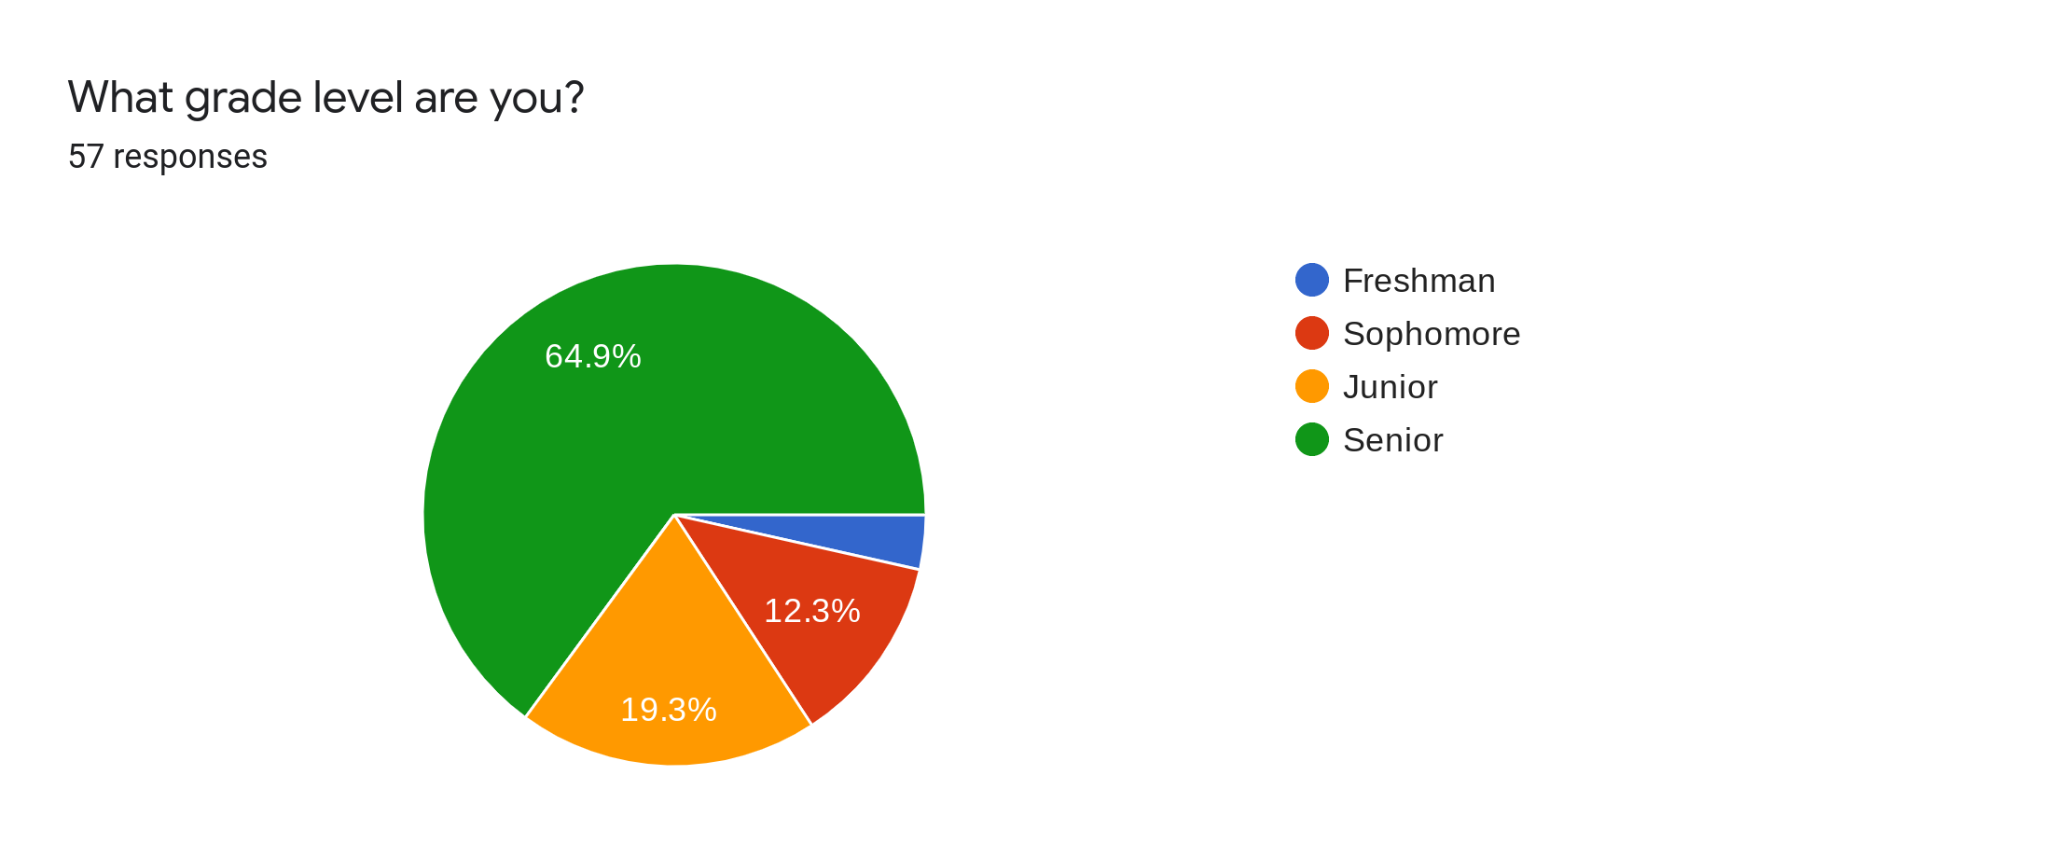 What grade level are you?
57 responses
Freshman
Sophomore
Junior
Senior
64.9%
12.3%
19.3%